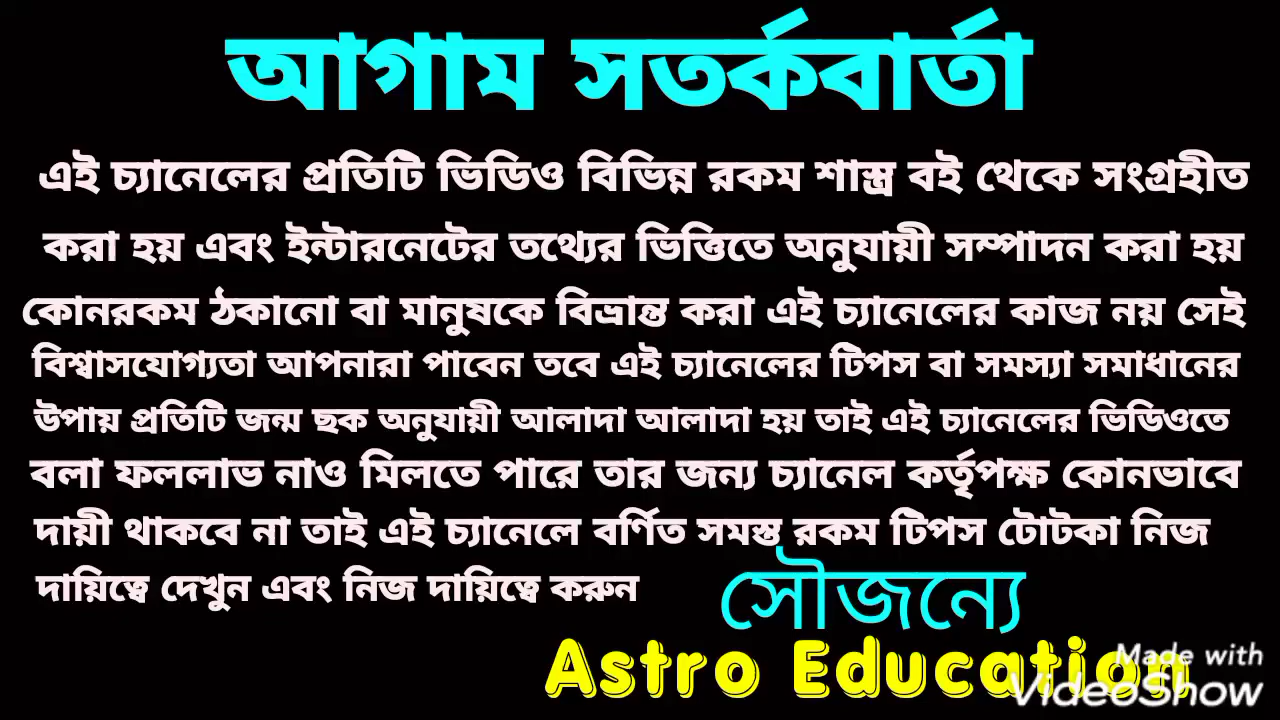 আগাম সতর্কবার্তা
এই চ্যানেলের প্রতিটি ভিডিও বিভিন্ন রকম শাস্ত্র বই থেকে সংগ্রহীত
করা হয় এবং ইন্টারনেটের তথ্যের ভিত্তিতে অনুযায়ী সম্পাদন করা হয়
কোনরকম ঠকানো বা মানুষকে বিভ্রান্ত করা এই চ্যানেলের কাজ নয় সেই
বিশ্বাসযোগ্যতা আপনারা পাবেন তবে এই চ্যানেলের টিপস বা সমস্যা সমাধানের
উপায় প্রতিটি জন্ম ছক অনুযায়ী আলাদা আলাদা হয় তাই এই চ্যানেলের ভিডিওতে
বলা ফললাভ নাও মিলতে পারে তার জন্য চ্যানেল কর্তৃপক্ষ কোনভাবে
দায়ী থাকবে না তাই এই চ্যানেলে বর্ণিত সমস্ত রকম টিপস টোটকা নিজ
দায়িত্বে দেখুন এবং নিজ দায়িত্বে করুন
সৌজন্যে
Astro Education
Made with
VideoShow